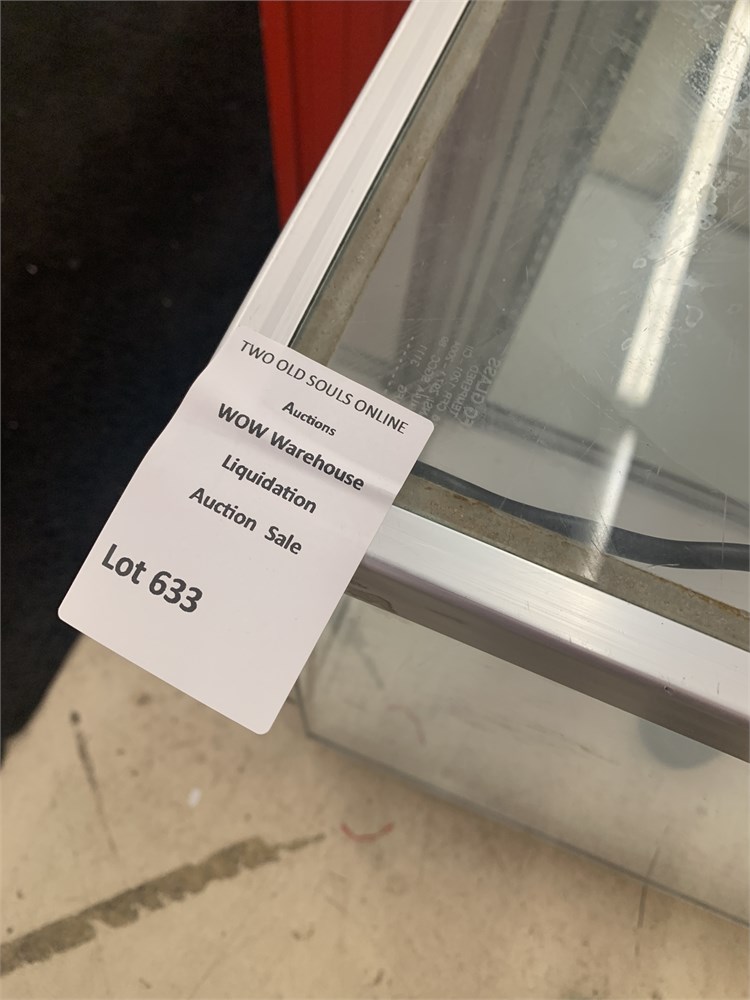 TWO OLD SOULS ONLINE
Auctions
WOW Warehouse
Liquidation
Auction Sale
Lot 633